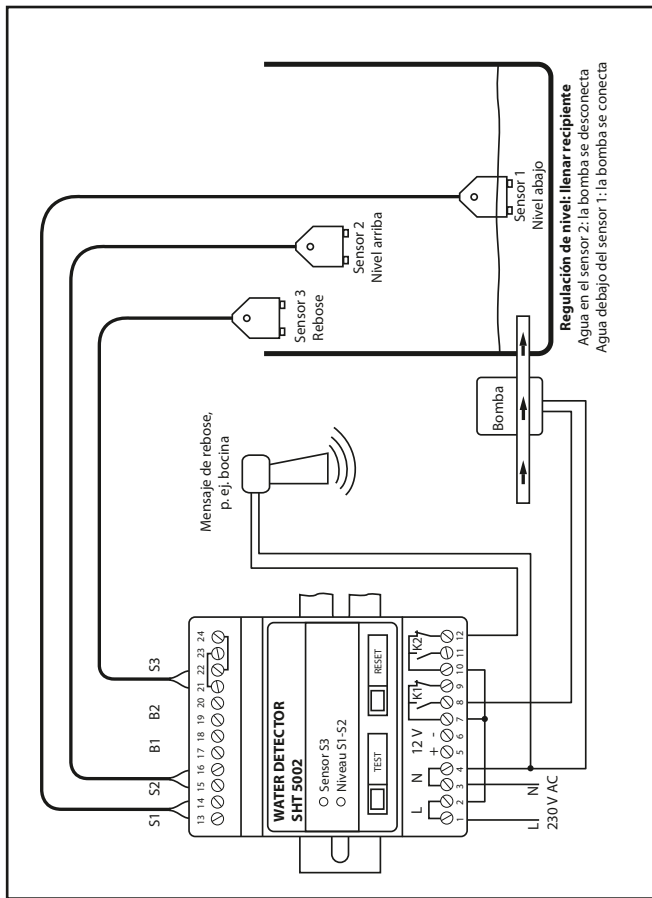 S1
S2
B1
B2
S3
13 14 15 16 17 18 19 20 21 22 23 24
WATER DETECTOR
SHT 5002
Sensor S3
Niveau S1-S2
TEST
RESET
L
N
12 V
+ -
K1
K2
1 2 3 4 5 6 7 8 9 10 11 12
L
N
230 V AC
Mensaje de rebose,
p. ej. bocina
Sensor 3
Rebose
Sensor 2
Nivel arriba
Sensor 1
Nivel abajo
Bomba
Regulación de nivel: llenar recipiente
Agua en el sensor 2: la bomba se desconecta
Agua debajo del sensor 1: la bomba se conecta